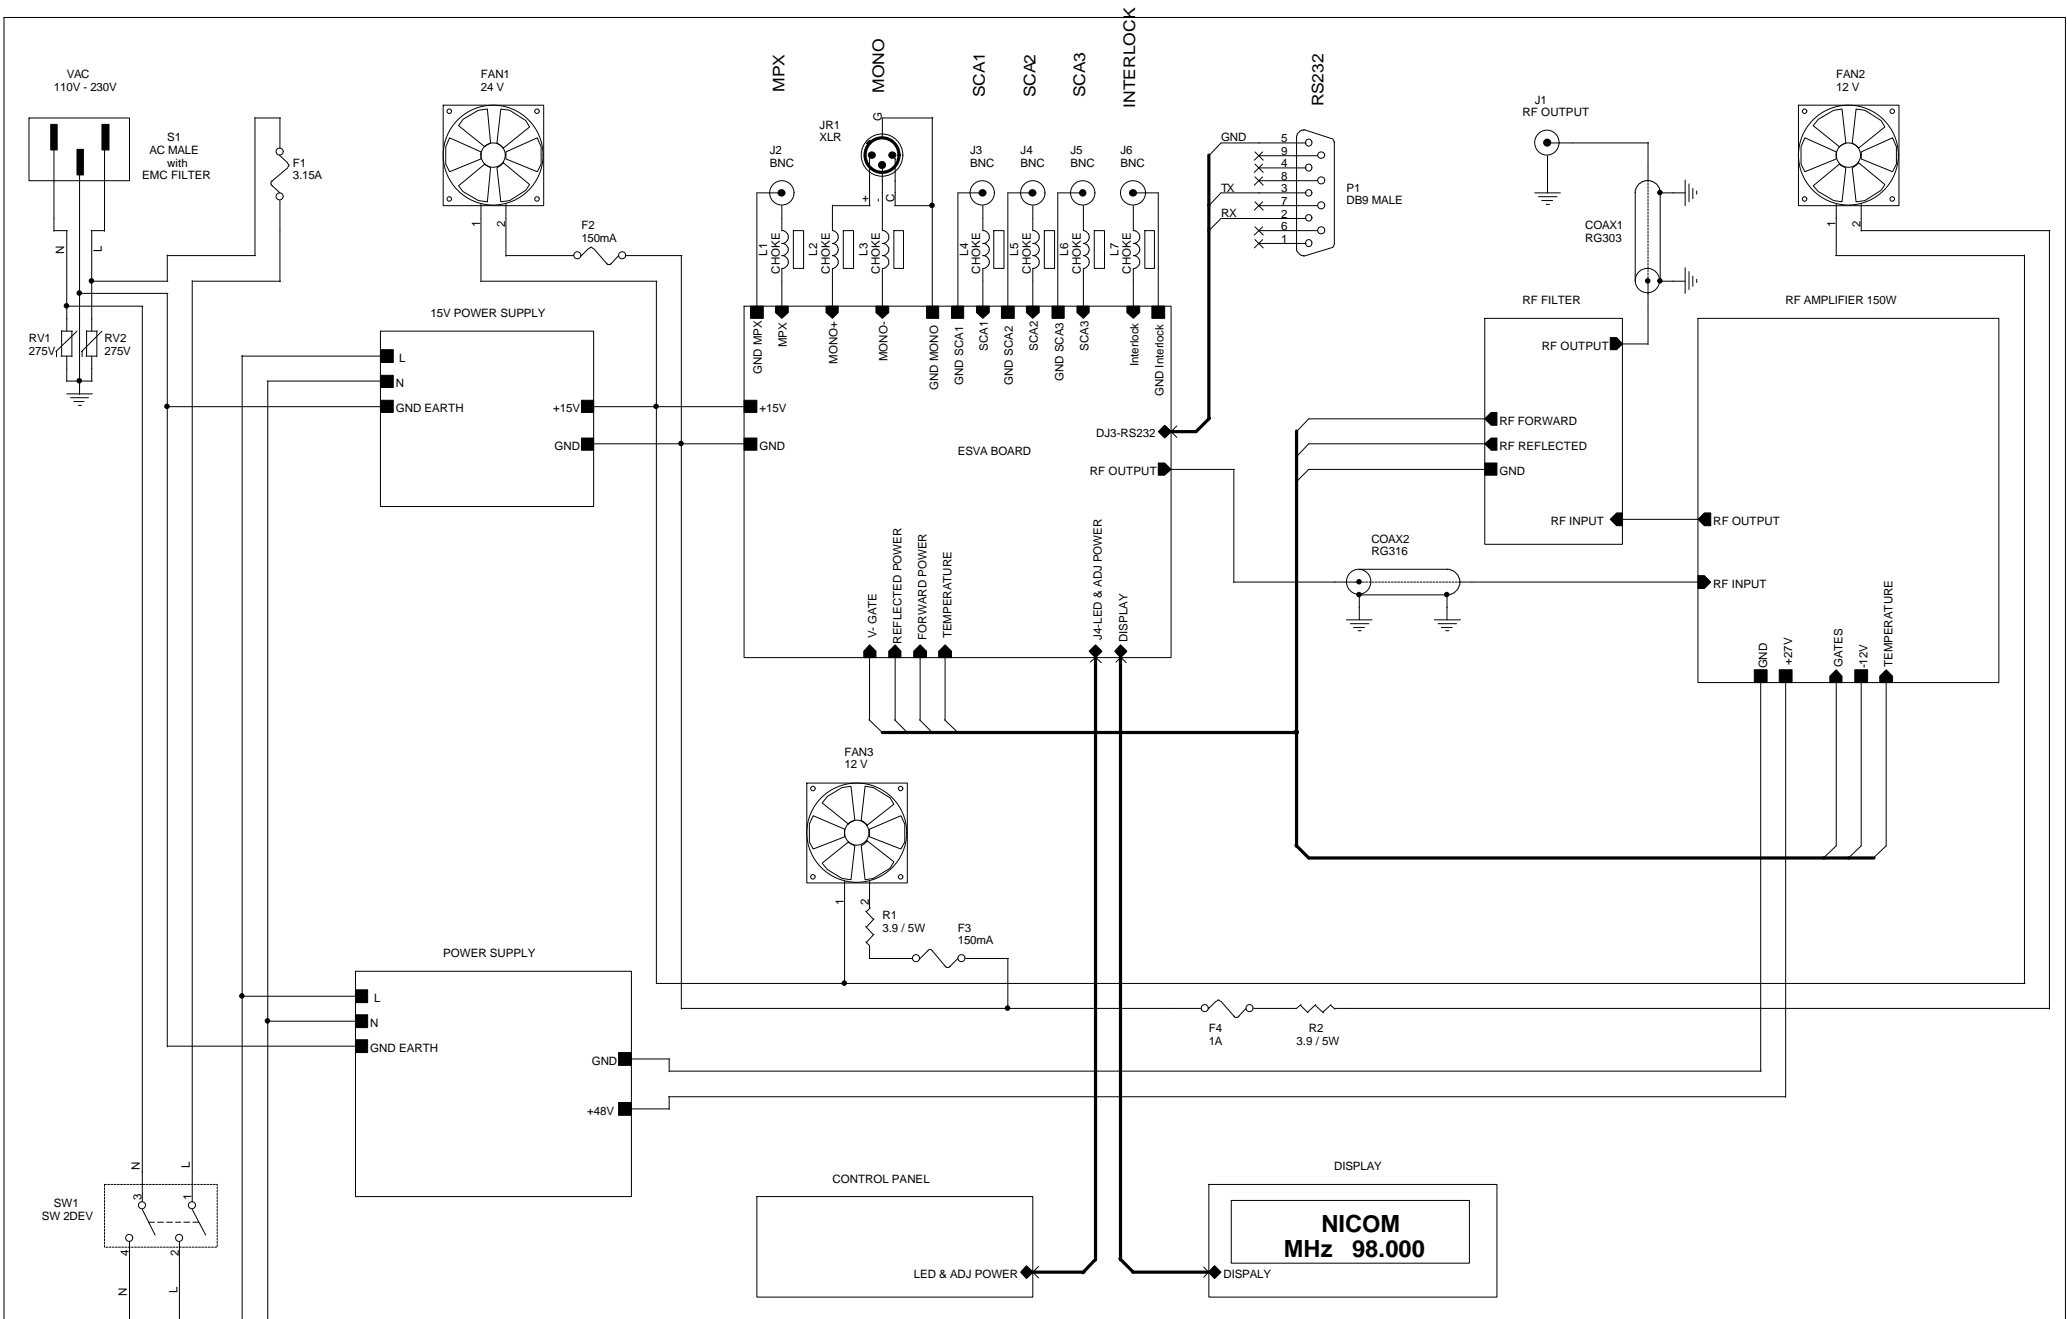 MPX
MONO
SCA1
SCA2
SCA3
INTERLOCK
RS232
VAC
110V - 230V
S1
AC MALE
with
EMC FILTER
F1
3.15A
FAN1
24 V
1
2
F2
150mA
J2
BNC
JR1
XLR
G
+
-
C
J3
BNC
J4
BNC
J5
BNC
J6
BNC
GND
TX
RX
5
9
4
8
3
7
2
6
1
P1
DB9 MALE
J1
RF OUTPUT
COAX1
RG303
FAN2
12 V
1
2
N
L
RV1
275V
RV2
275V
L1
CHOKE
L2
CHOKE
L3
CHOKE
L4
CHOKE
L5
CHOKE
L6
CHOKE
L7
CHOKE
15V POWER SUPPLY
L
N
GND EARTH
+15V
GND
GND MPX
MPX
MONO+
MONO-
GND MONO
GND SCA1
SCA1
GND SCA2
SCA2
GND SCA3
SCA3
Interlock
GND Interlock
+15V
GND
ESVA BOARD
DJ3-RS232
RF OUTPUT
V- GATE
REFLECTED POWER
FORWARD POWER
TEMPERATURE
J4-LED & ADJ POWER
DISPLAY
RF FILTER
RF OUTPUT
RF FORWARD
RF REFLECTED
GND
RF INPUT
RF AMPLIFIER 150W
RF OUTPUT
RF INPUT
GND
+27V
GATES
-12V
TEMPERATURE
COAX2
RG316
FAN3
12 V
1
2
R1
3.9 / 5W
F3
150mA
F4
1A
R2
3.9 / 5W
POWER SUPPLY
L
N
GND EARTH
GND
+48V
N
L
SW1
SW 2DEV
3
1
4
2
N
L
CONTROL PANEL
LED & ADJ POWER
DISPLAY
NICOM
MHz 98.000
DISPALY